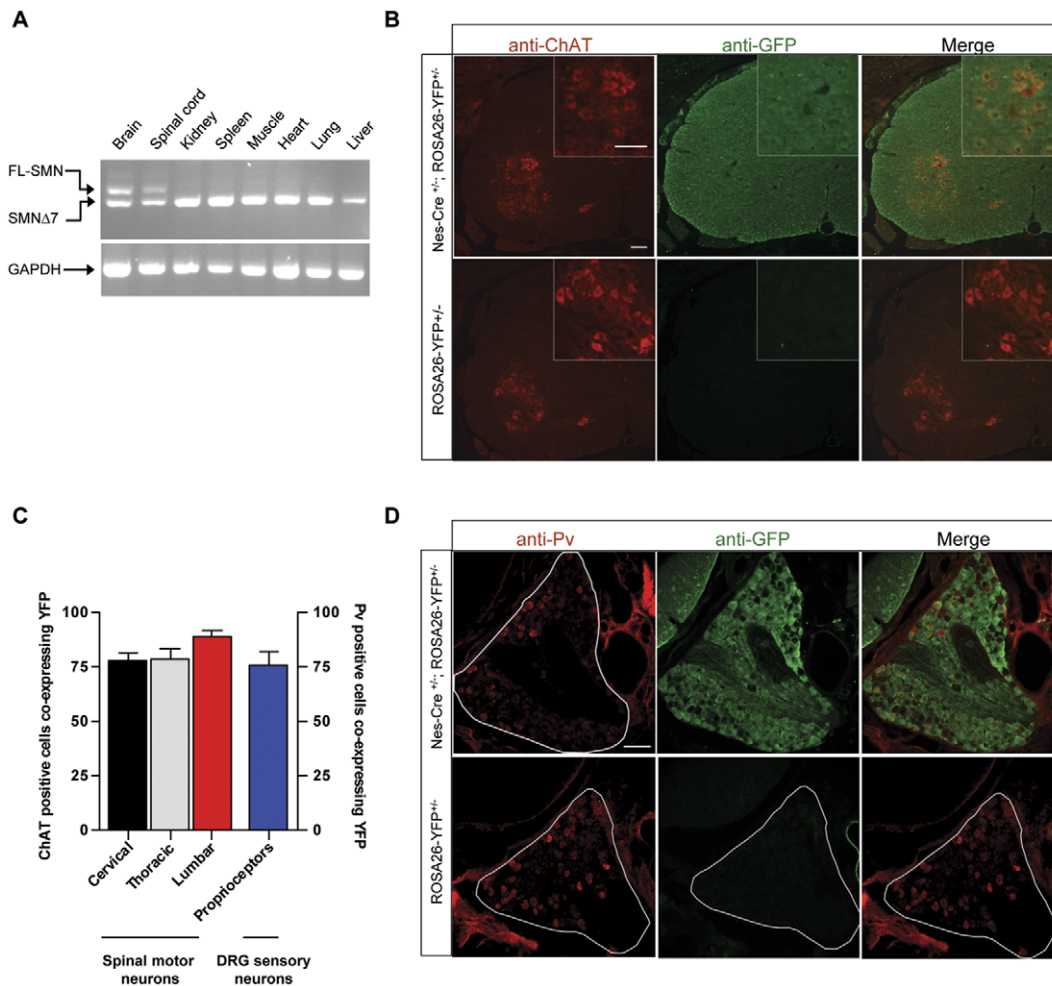 A
Brain
Spinal cord
Kidney
Spleen
Muscle
Heart
Lung
Liver
FL-SMN
SMNΔ7
GAPDH
B
anti-ChAT
anti-GFP
Merge
Nes-Cre +/-; ROSA26-YFP+/-
ROSA26-YFP+/-
C
ChAT positive cells co-expressing YFP
100
75
50
25
0
100
75
50
25
0
Pv positive cells co-expressing YFP
Cervical
Thoracic
Lumbar
Proprioceptors
Spinal motor
neurons
DRG sensory
neurons
D
anti-Pv
anti-GFP
Merge
Nes-Cre +/-; ROSA26-YFP+/-
ROSA26-YFP+/-